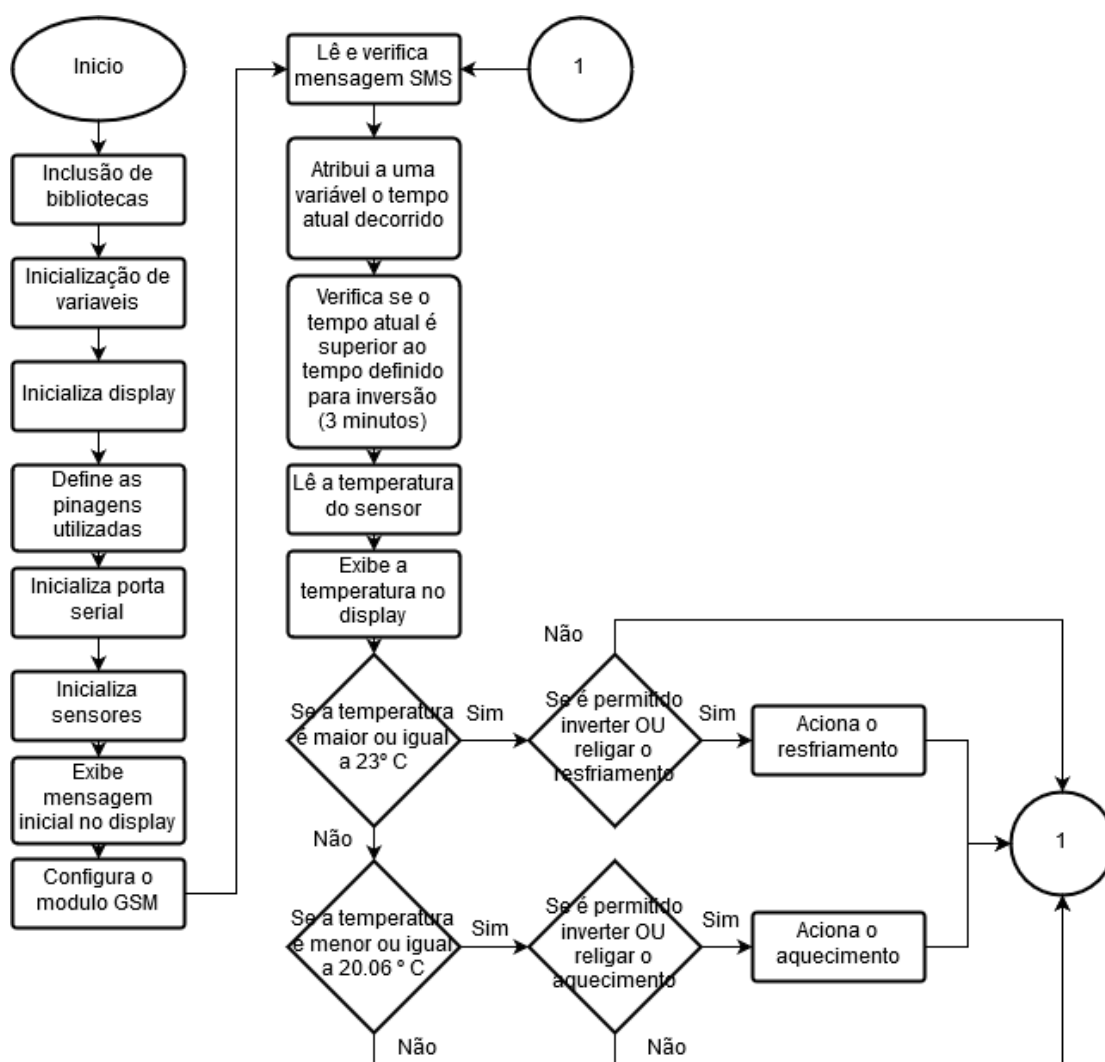 Inicio
Inclusão de
bibliotecas
Inicialização de
variaveis
Inicializa display
Define as
pinagens
utilizadas
Inicializa porta
serial
Inicializa
sensores
Exibe
mensagem
inicial no display
Configura o
modulo GSM
Lê e verifica
mensagem SMS
1
Atribui a uma
variável o tempo
atual decorrido
Verifica se o
tempo atual é
superior ao
tempo definido
para inversão
(3 minutos)
Lê a temperatura
do sensor
Exibe a
temperatura no
display
Se a temperatura
é maior ou igual
a 23º C
Sim
Não
Se é permitido
inverter OU
religar o
resfriamento
Não
Sim
Aciona o
resfriamento
Se a temperatura
e menor ou igual
a 20.06 º C
Sim
Não
Se é permitido
inverter OU
religar o
aquecimento
Sim
Não
Aciona o
aquecimento
1